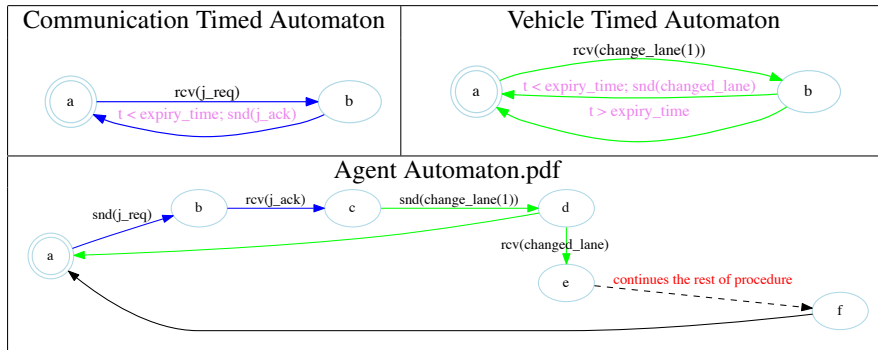 Communication Timed Automaton
a
rcv(j_req)
b
t < expiry_time; snd(j_ack)
Vehicle Timed Automaton
rcv(change_lane(1))
a
t < expiry_time; snd(changed_lane)
b
t > expiry_time
Agent Automaton.pdf
a
snd(j_req)
b
rcv(j_ack)
c
snd(change_lane(1))
d
rcv(changed_lane)
e
continues the rest of procedure
f